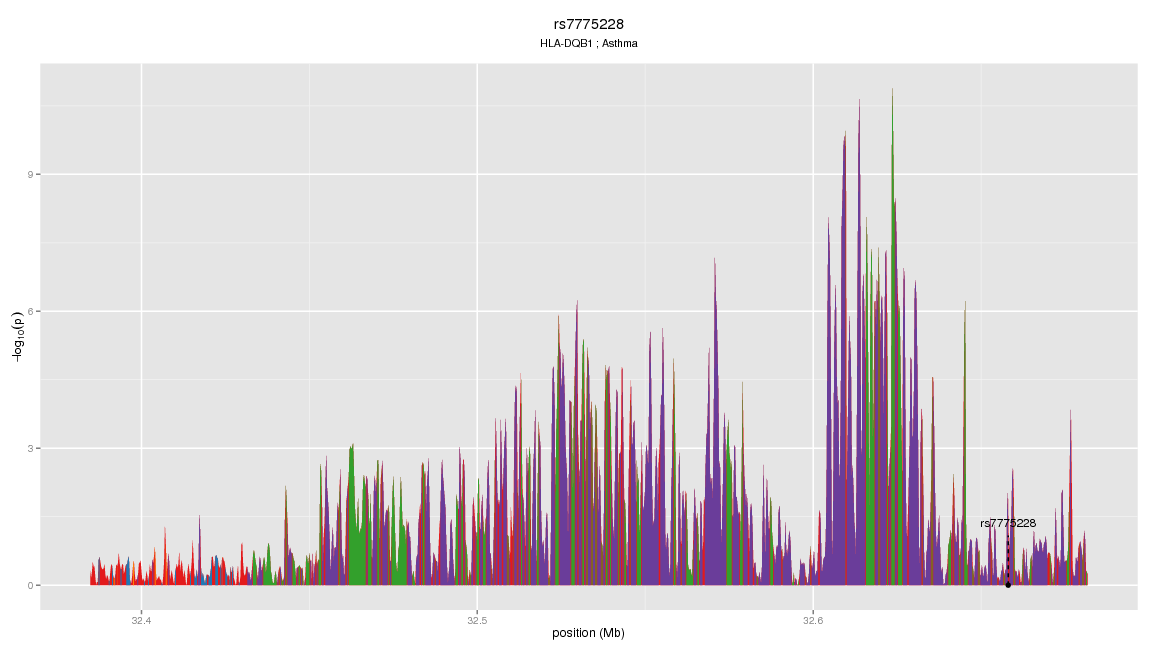 rs7775228
HLA-DQB1 ; Asthma
−log10(p)
9
6
3
0
rs7775228
32.4
32.5
32.6
position (Mb)